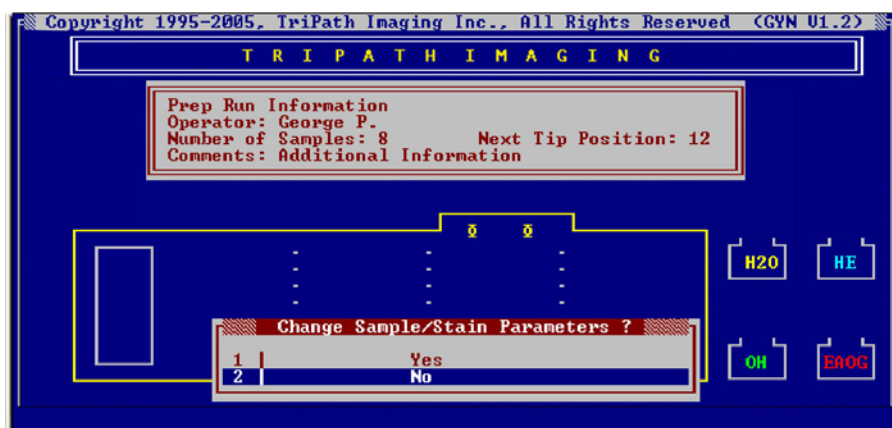 Copyright 1995-2005, TriPath Imaging Inc., All Rights Reserved (GYN V1.2)
T R I P A T H I M A G I N G
Prep Run Information
Operator: George P.
Number of Samples: 8 Next Tip Position: 12
Comments: Additional Information
H2O HE
Change Sample/Stain Parameters ?
1 Yes
2 No
OH EAOG